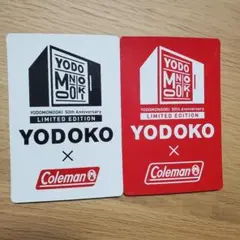 YODO
MONO
OKI
YODOMONOOKI 50th Anniversary
LIMITED EDITION
YODOKO
×
Coleman
YODO
MONO
OKI
YODOMONOOKI 50th Anniversary
LIMITED EDITION
YODOKO
×
Coleman